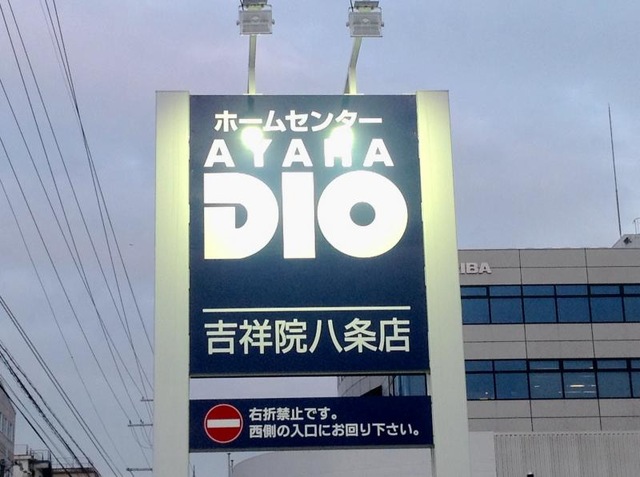 ホームセンター
AYAHA
DIO
吉祥院八条店
右折禁止です。
西側の入口にお回り下さい。
IBA